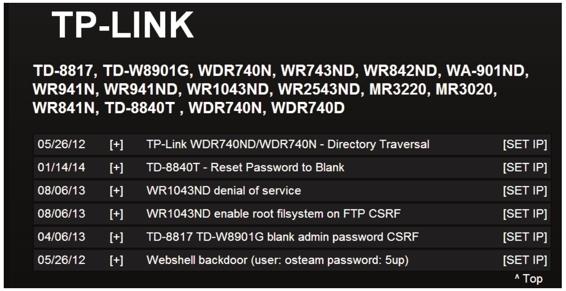 TP-LINK
TD-8817, TD-W8901G, WDR740N, WR743ND, WR842ND, WA-901ND,
WR941N, WR941ND, WR1043ND, WR2543ND, MR3220, MR3020,
WR841N, TD-8840T , WDR740N, WDR740D
05/26/12 [+] TP-Link WDR740ND/WDR740N - Directory Traversal [SET IP]
01/14/14 [+] TD-8840T - Reset Password to Blank [SET IP]
08/06/13 [+] WR1043ND denial of service [SET IP]
08/06/13 [+] WR1043ND enable root filsystem on FTP CSRF [SET IP]
04/06/13 [+] TD-8817 TD-W8901G blank admin password CSRF [SET IP]
05/26/12 [+] Webshell backdoor (user: osteam password: 5up) [SET IP]
^ Top